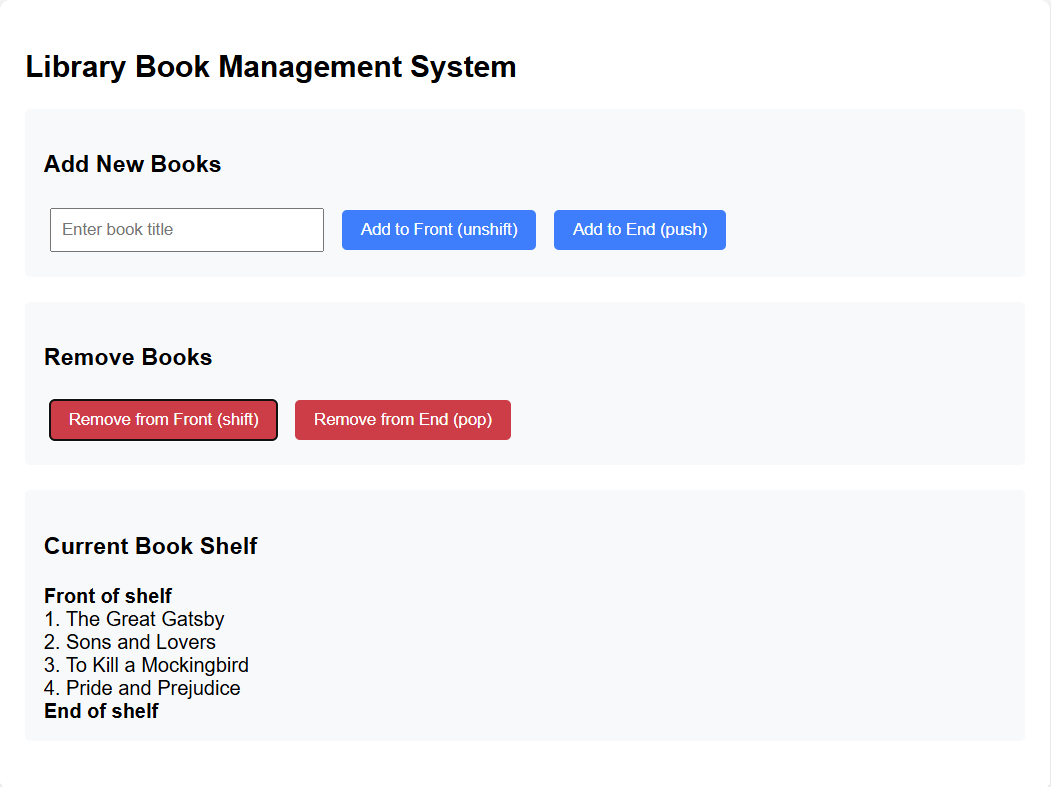 Library Book Management System
Add New Books
Enter book title
Add to Front (unshift)
Add to End (push)
Remove Books
Remove from Front (shift)
Remove from End (pop)
Current Book Shelf
Front of shelf
1. The Great Gatsby
2. Sons and Lovers
3. To Kill a Mockingbird
4. Pride and Prejudice
End of shelf